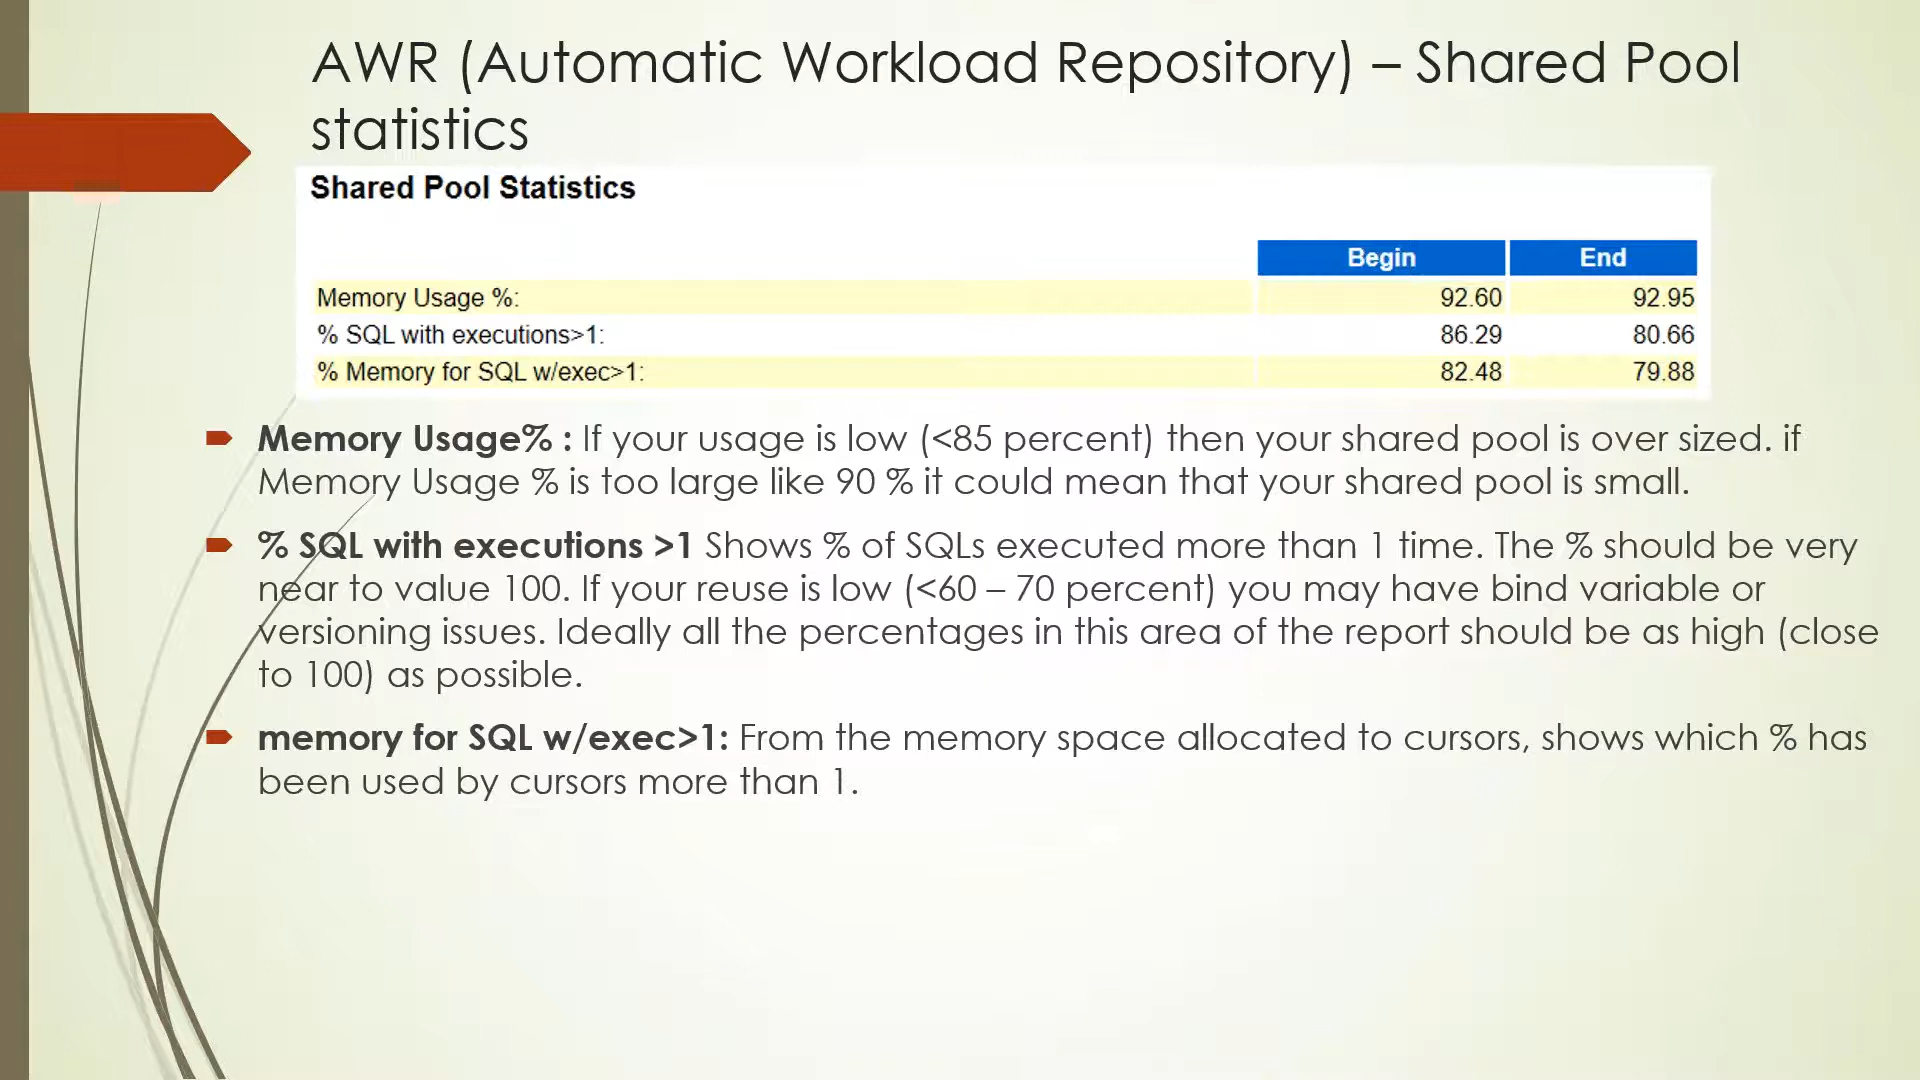 AWR (Automatic Workload Repository) – Shared Pool
statistics
Shared Pool Statistics
Begin End
Memory Usage %: 92.60 92.95
% SQL with executions>1: 86.29 80.66
% Memory for SQL w/exec>1: 82.48 79.88
Memory Usage% : If your usage is low (<85 percent) then your shared pool is over sized. if
Memory Usage % is too large like 90 % it could mean that your shared pool is small.
% SQL with executions >1 Shows % of SQLs executed more than 1 time. The % should be very
near to value 100. If your reuse is low (<60 – 70 percent) you may have bind variable or
versioning issues. Ideally all the percentages in this area of the report should be as high (close
to 100) as possible.
memory for SQL w/exec>1: From the memory space allocated to cursors, shows which % has
been used by cursors more than 1.